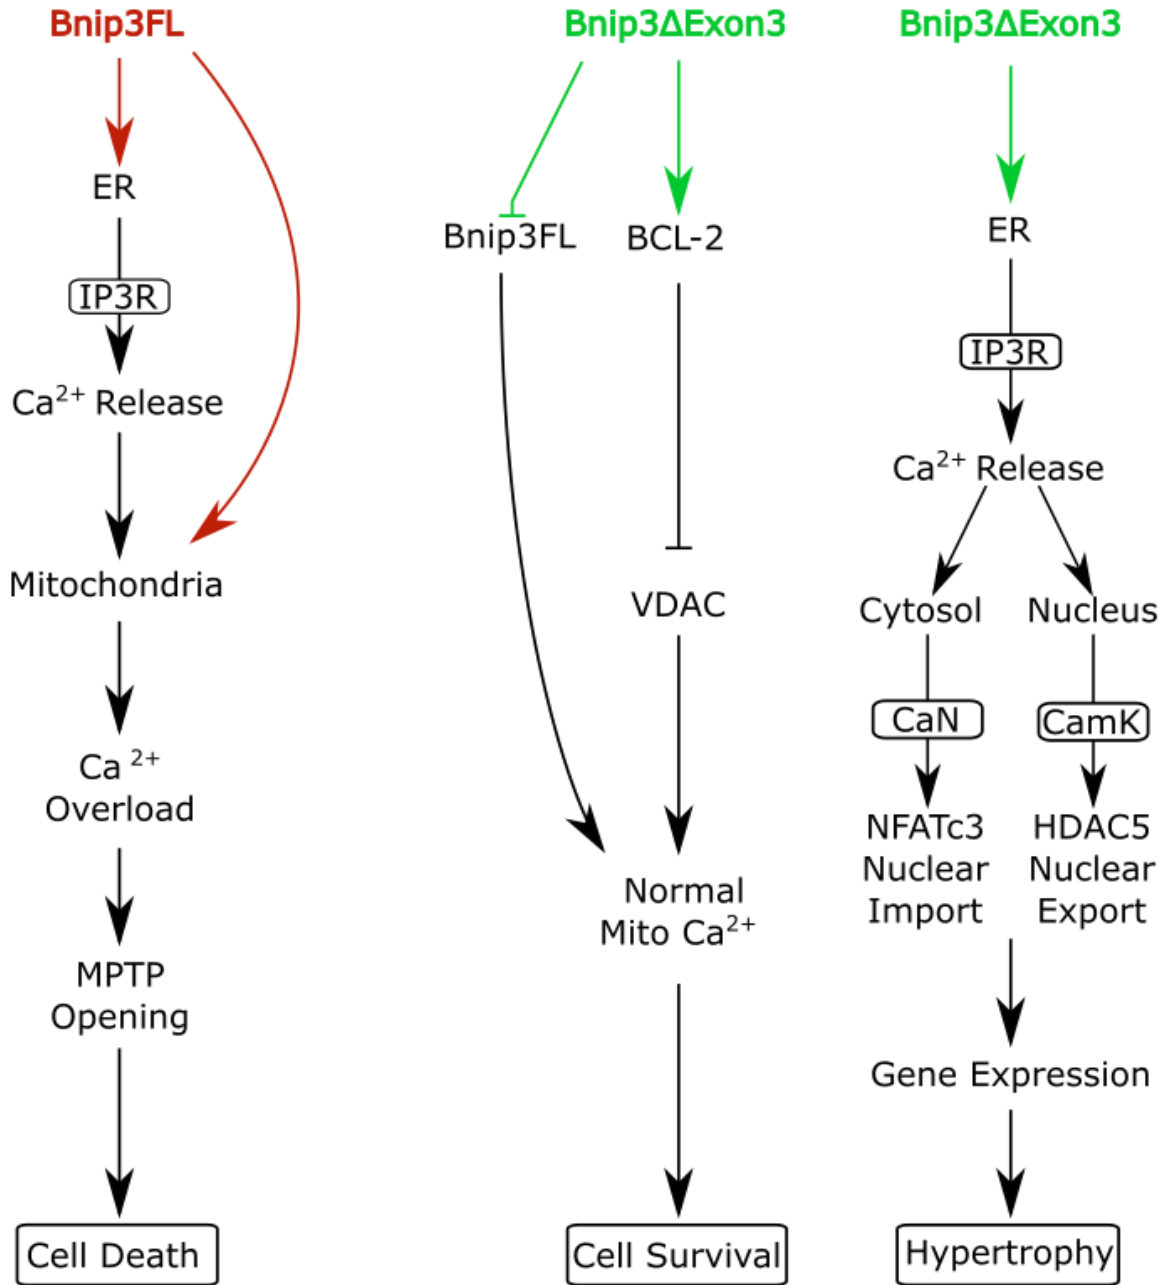 Bnip3FL
ER
IP3R
Ca²⁺ Release
Mitochondria
Ca ²⁺
Overload
MPTP
Opening
Cell Death
Bnip3ΔExon3
Bnip3FL
BCL-2
VDAC
Normal
Mito Ca²⁺
Cell Survival
Bnip3ΔExon3
ER
IP3R
Ca²⁺ Release
Cytosol
Nucleus
CaN
CamK
NFATc3
Nuclear
Import
HDAC5
Nuclear
Export
Gene Expression
Hypertrophy